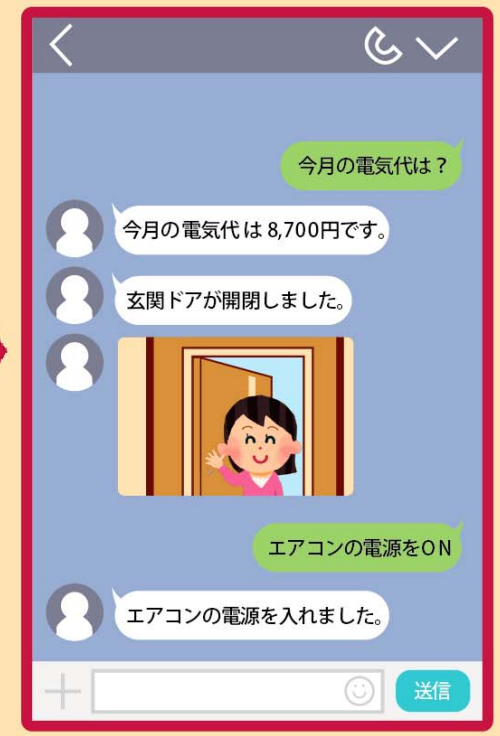 今月の電気代は？
今月の電気代は8,700円です。
玄関ドアが開閉しました。
エアコンの電源をON
エアコンの電源を入れました。
送信